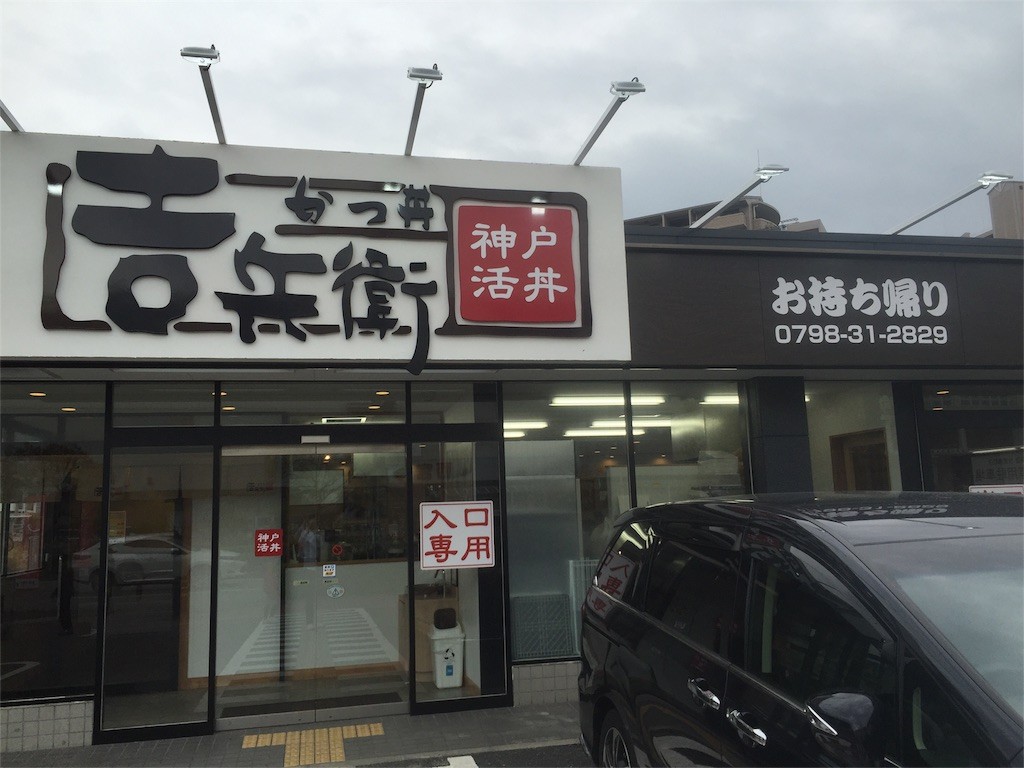 かつ丼
吉兵衛
神戸
活丼
お待ち帰り
0798-31-2829
神戸
活丼
入口
専用